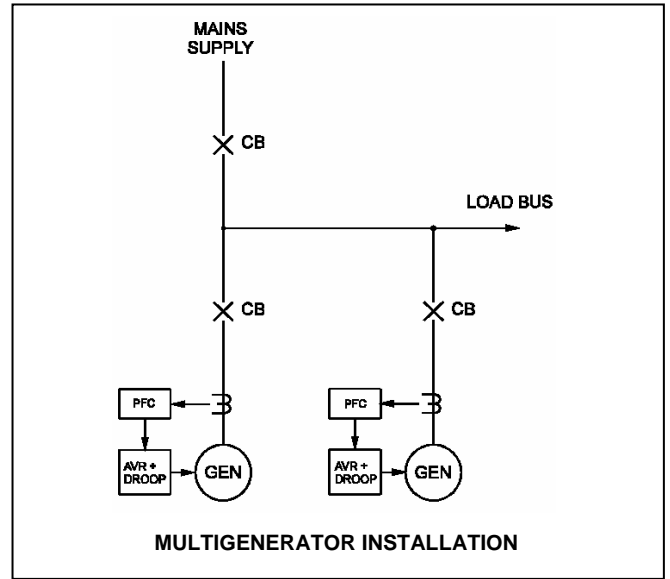 MAINS
SUPPLY
CB
LOAD BUS
CB
CB
PFC
PFC
AVR +
DROOP
GEN
AVR +
DROOP
GEN
MULTIGENERATOR INSTALLATION